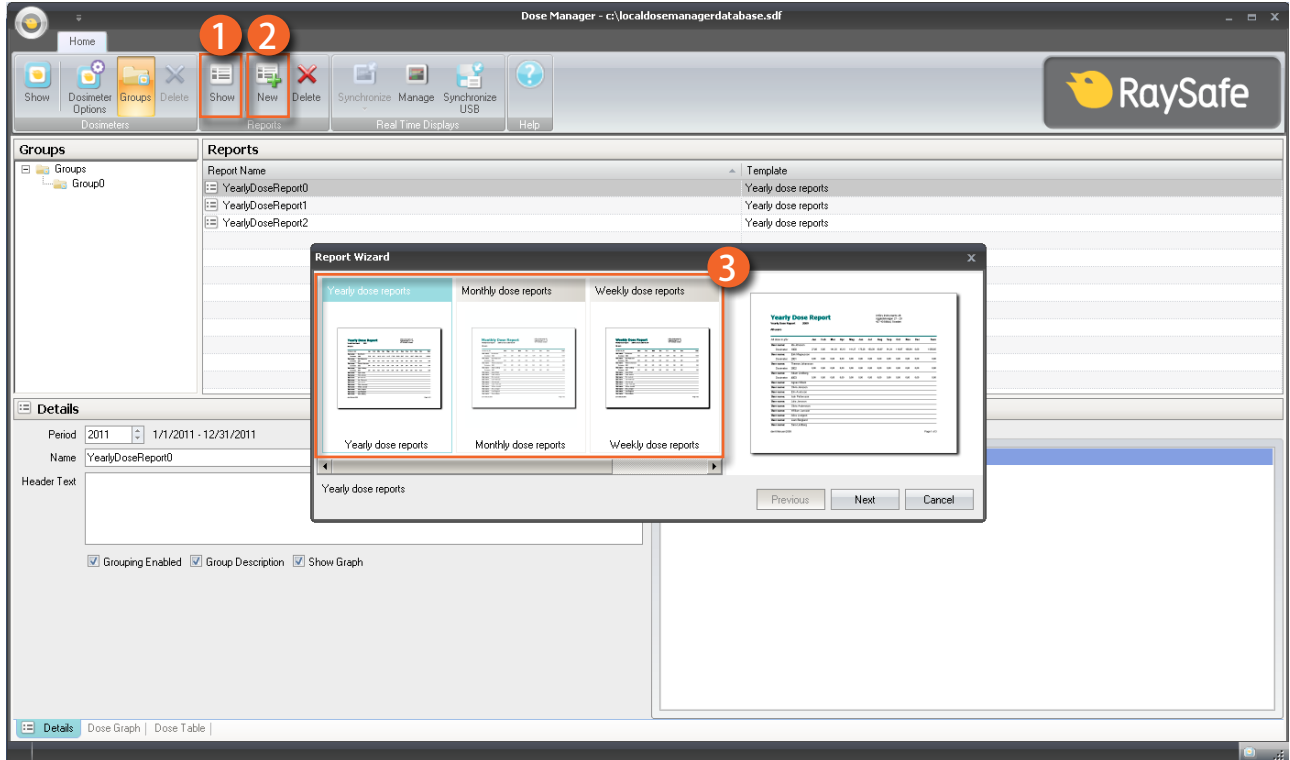 Dose Manager - c:\localdosemanagerdatabase.sdf
Home
1 2
Show Dosimeter Options Groups Delete
Dosimeters
Show New Delete
Reports
Synchronize Manage Synchronize USB
Real Time Displays
Help
RaySafe
Groups
Groups
Group0
Reports
Report Name Template
YearlyDoseReport0 Yearly dose reports
YearlyDoseReport1 Yearly dose reports
YearlyDoseReport2 Yearly dose reports
Report Wizard x
3
Yearly dose reports Monthly dose reports Weekly dose reports
Yearly Dose Report
Yearly dose reports Monthly dose reports Weekly dose reports
Yearly dose reports
Previous Next Cancel
Details
Period 2011 1/1/2011 - 12/31/2011
Name YearlyDoseReport0
Header Text
Grouping Enabled Group Description Show Graph
Details Dose Graph | Dose Table |